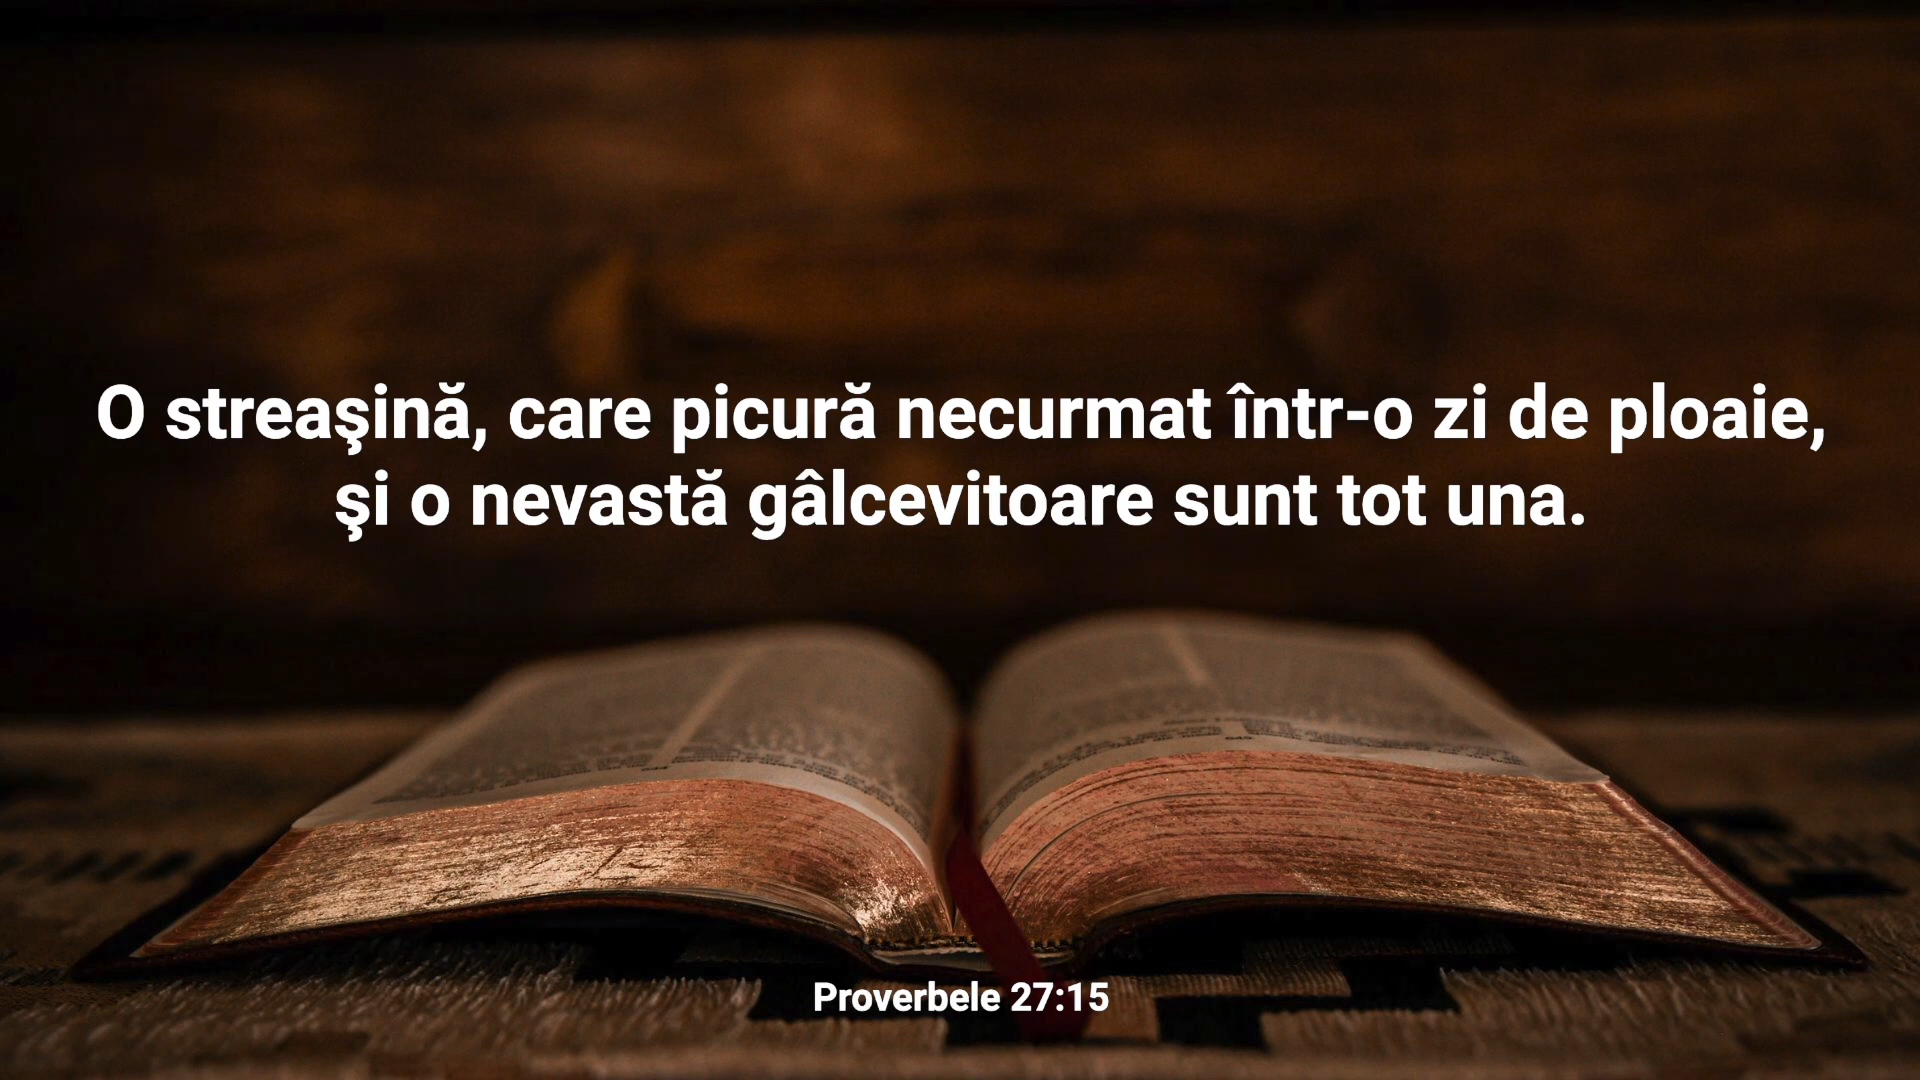 O streaşină, care picură necurmat într-o zi de ploaie,
şi o nevastă gâlcevitoare sunt tot una.
Proverbele 27:15